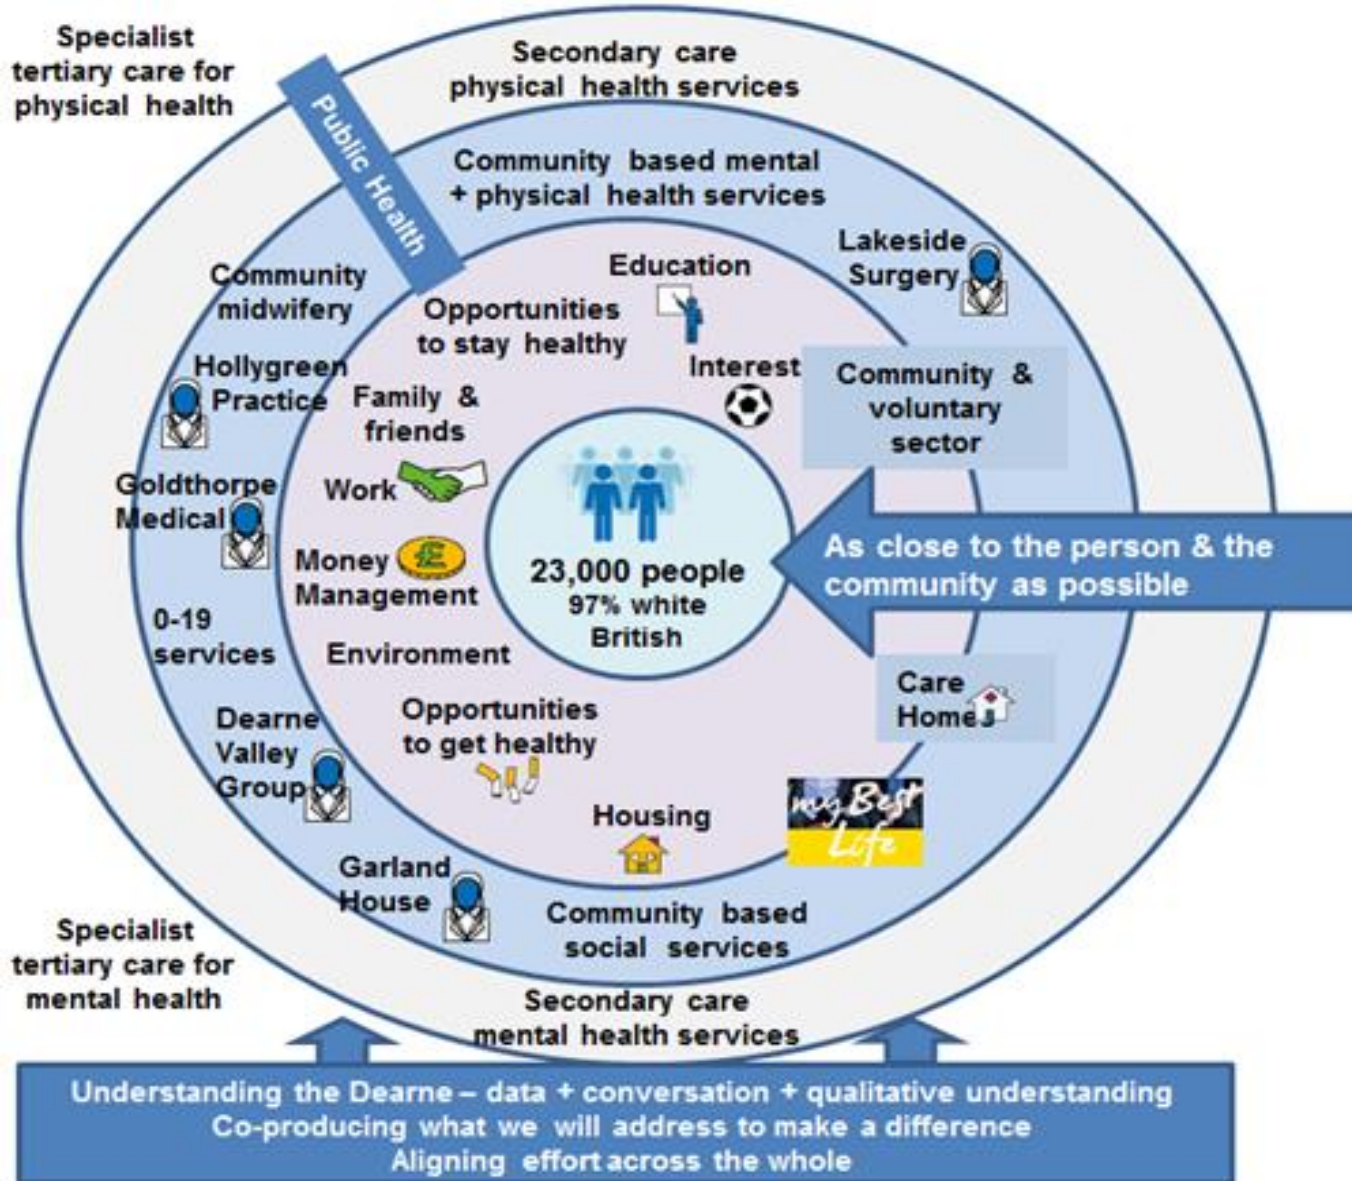 Specialist
tertiary care for
physical health
Secondary care
physical health services
Public Health
Community based mental
+ physical health services
Lakeside
Surgery
Community
midwifery
Education
Opportunities
to stay healthy
Interest
Hollygreen
Practice
Family &
friends
Community &
voluntary
sector
Goldthorpe
Medical
Work
Money
Management
£
23,000 people
97% white
British
As close to the person & the
community as possible
0-19
services
Environment
Care
Homes
Dearne
Valley
Group
Opportunities
to get healthy
my Best
Life
Housing
Garland
House
Community based
social services
Specialist
tertiary care for
mental health
Secondary care
mental health services
Understanding the Dearne – data + conversation + qualitative understanding
Co-producing what we will address to make a difference
Aligning effort across the whole